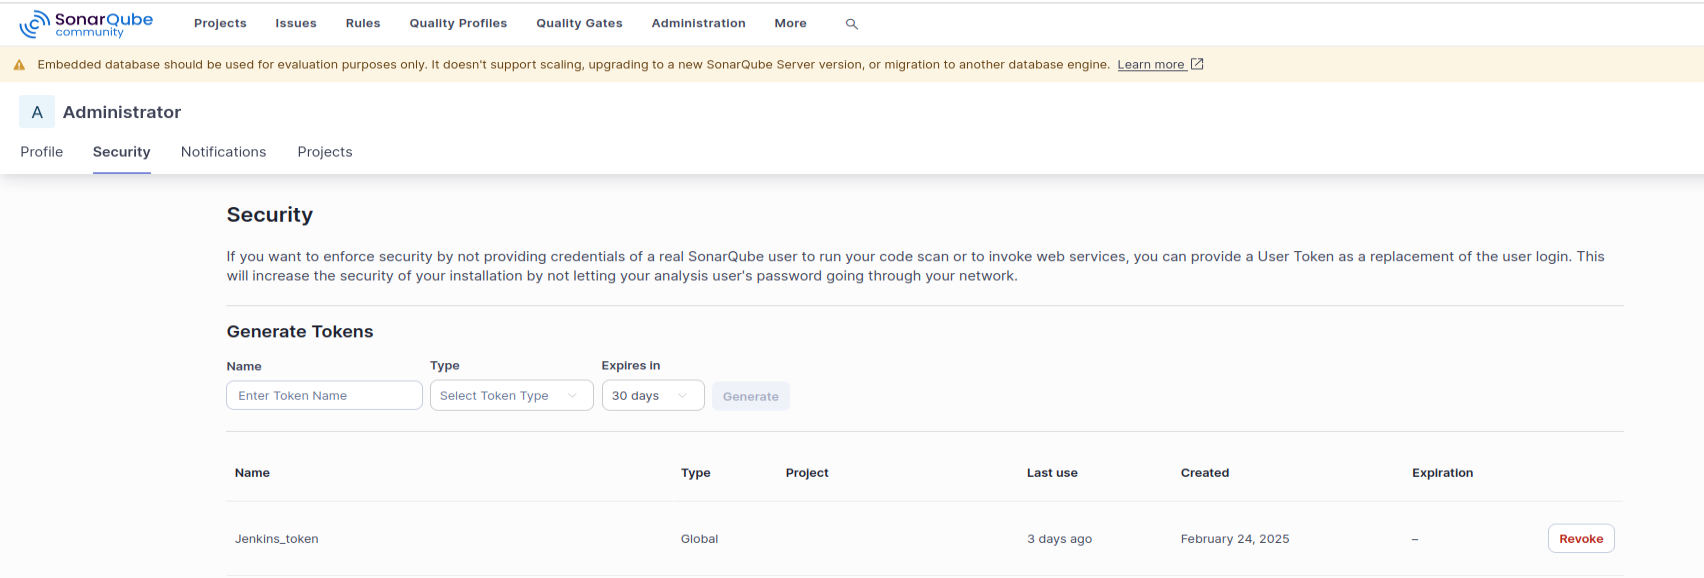 SonarQube community
Projects Issues Rules Quality Profiles Quality Gates Administration More
Embedded database should be used for evaluation purposes only. It doesn't support scaling, upgrading to a new SonarQube Server version, or migration to another database engine. Learn more
A Administrator
Profile Security Notifications Projects
Security
If you want to enforce security by not providing credentials of a real SonarQube user to run your code scan or to invoke web services, you can provide a User Token as a replacement of the user login. This
will increase the security of your installation by not letting your analysis user's password going through your network.
Generate Tokens
Name Type Expires in
Enter Token Name Select Token Type 30 days Generate
Name Type Project Last use Created Expiration
Jenkins_token Global 3 days ago February 24, 2025 – Revoke